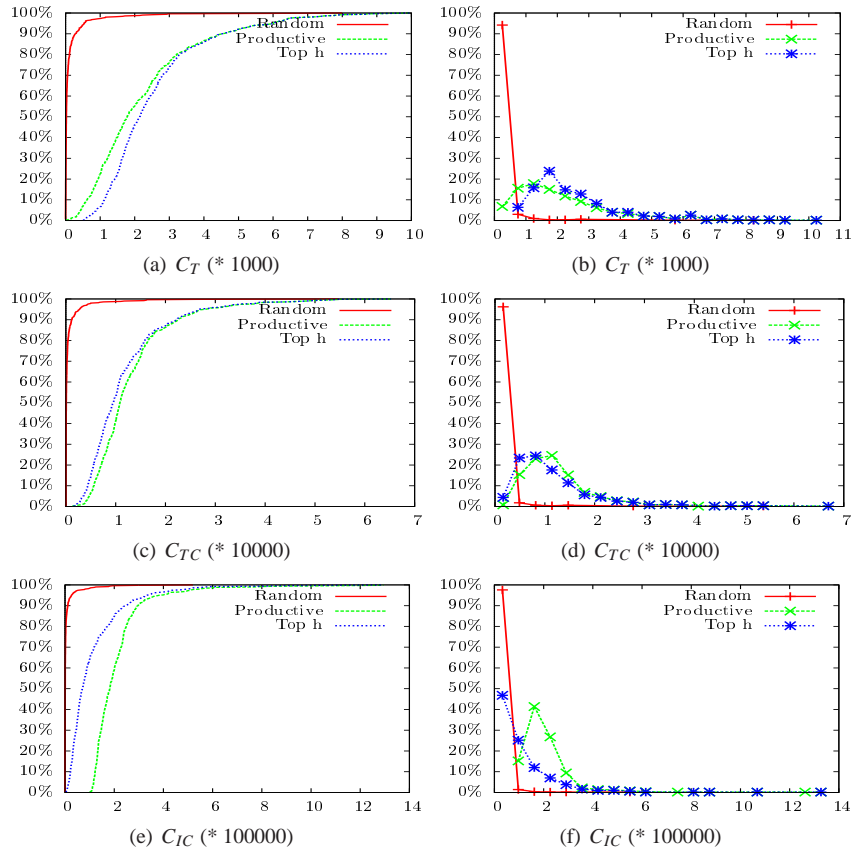 100%
90%
80%
70%
60%
50%
40%
30%
20%
10%
0%
0 1 2 3 4 5 6 7 8 9 10
Random
Productive
Top h
(a) C_T (* 1000)
100%
90%
80%
70%
60%
50%
40%
30%
20%
10%
0%
0 1 2 3 4 5 6 7 8 9 10 11
Random
Productive
Top h
(b) C_T (* 1000)
100%
90%
80%
70%
60%
50%
40%
30%
20%
10%
0%
0 1 2 3 4 5 6 7
Random
Productive
Top h
(c) C_TC (* 10000)
100%
90%
80%
70%
60%
50%
40%
30%
20%
10%
0%
0 1 2 3 4 5 6 7
Random
Productive
Top h
(d) C_TC (* 10000)
100%
90%
80%
70%
60%
50%
40%
30%
20%
10%
0%
0 2 4 6 8 10 12 14
Random
Productive
Top h
(e) C_IC (* 100000)
100%
90%
80%
70%
60%
50%
40%
30%
20%
10%
0%
0 2 4 6 8 10 12 14
Random
Productive
Top h
(f) C_IC (* 100000)